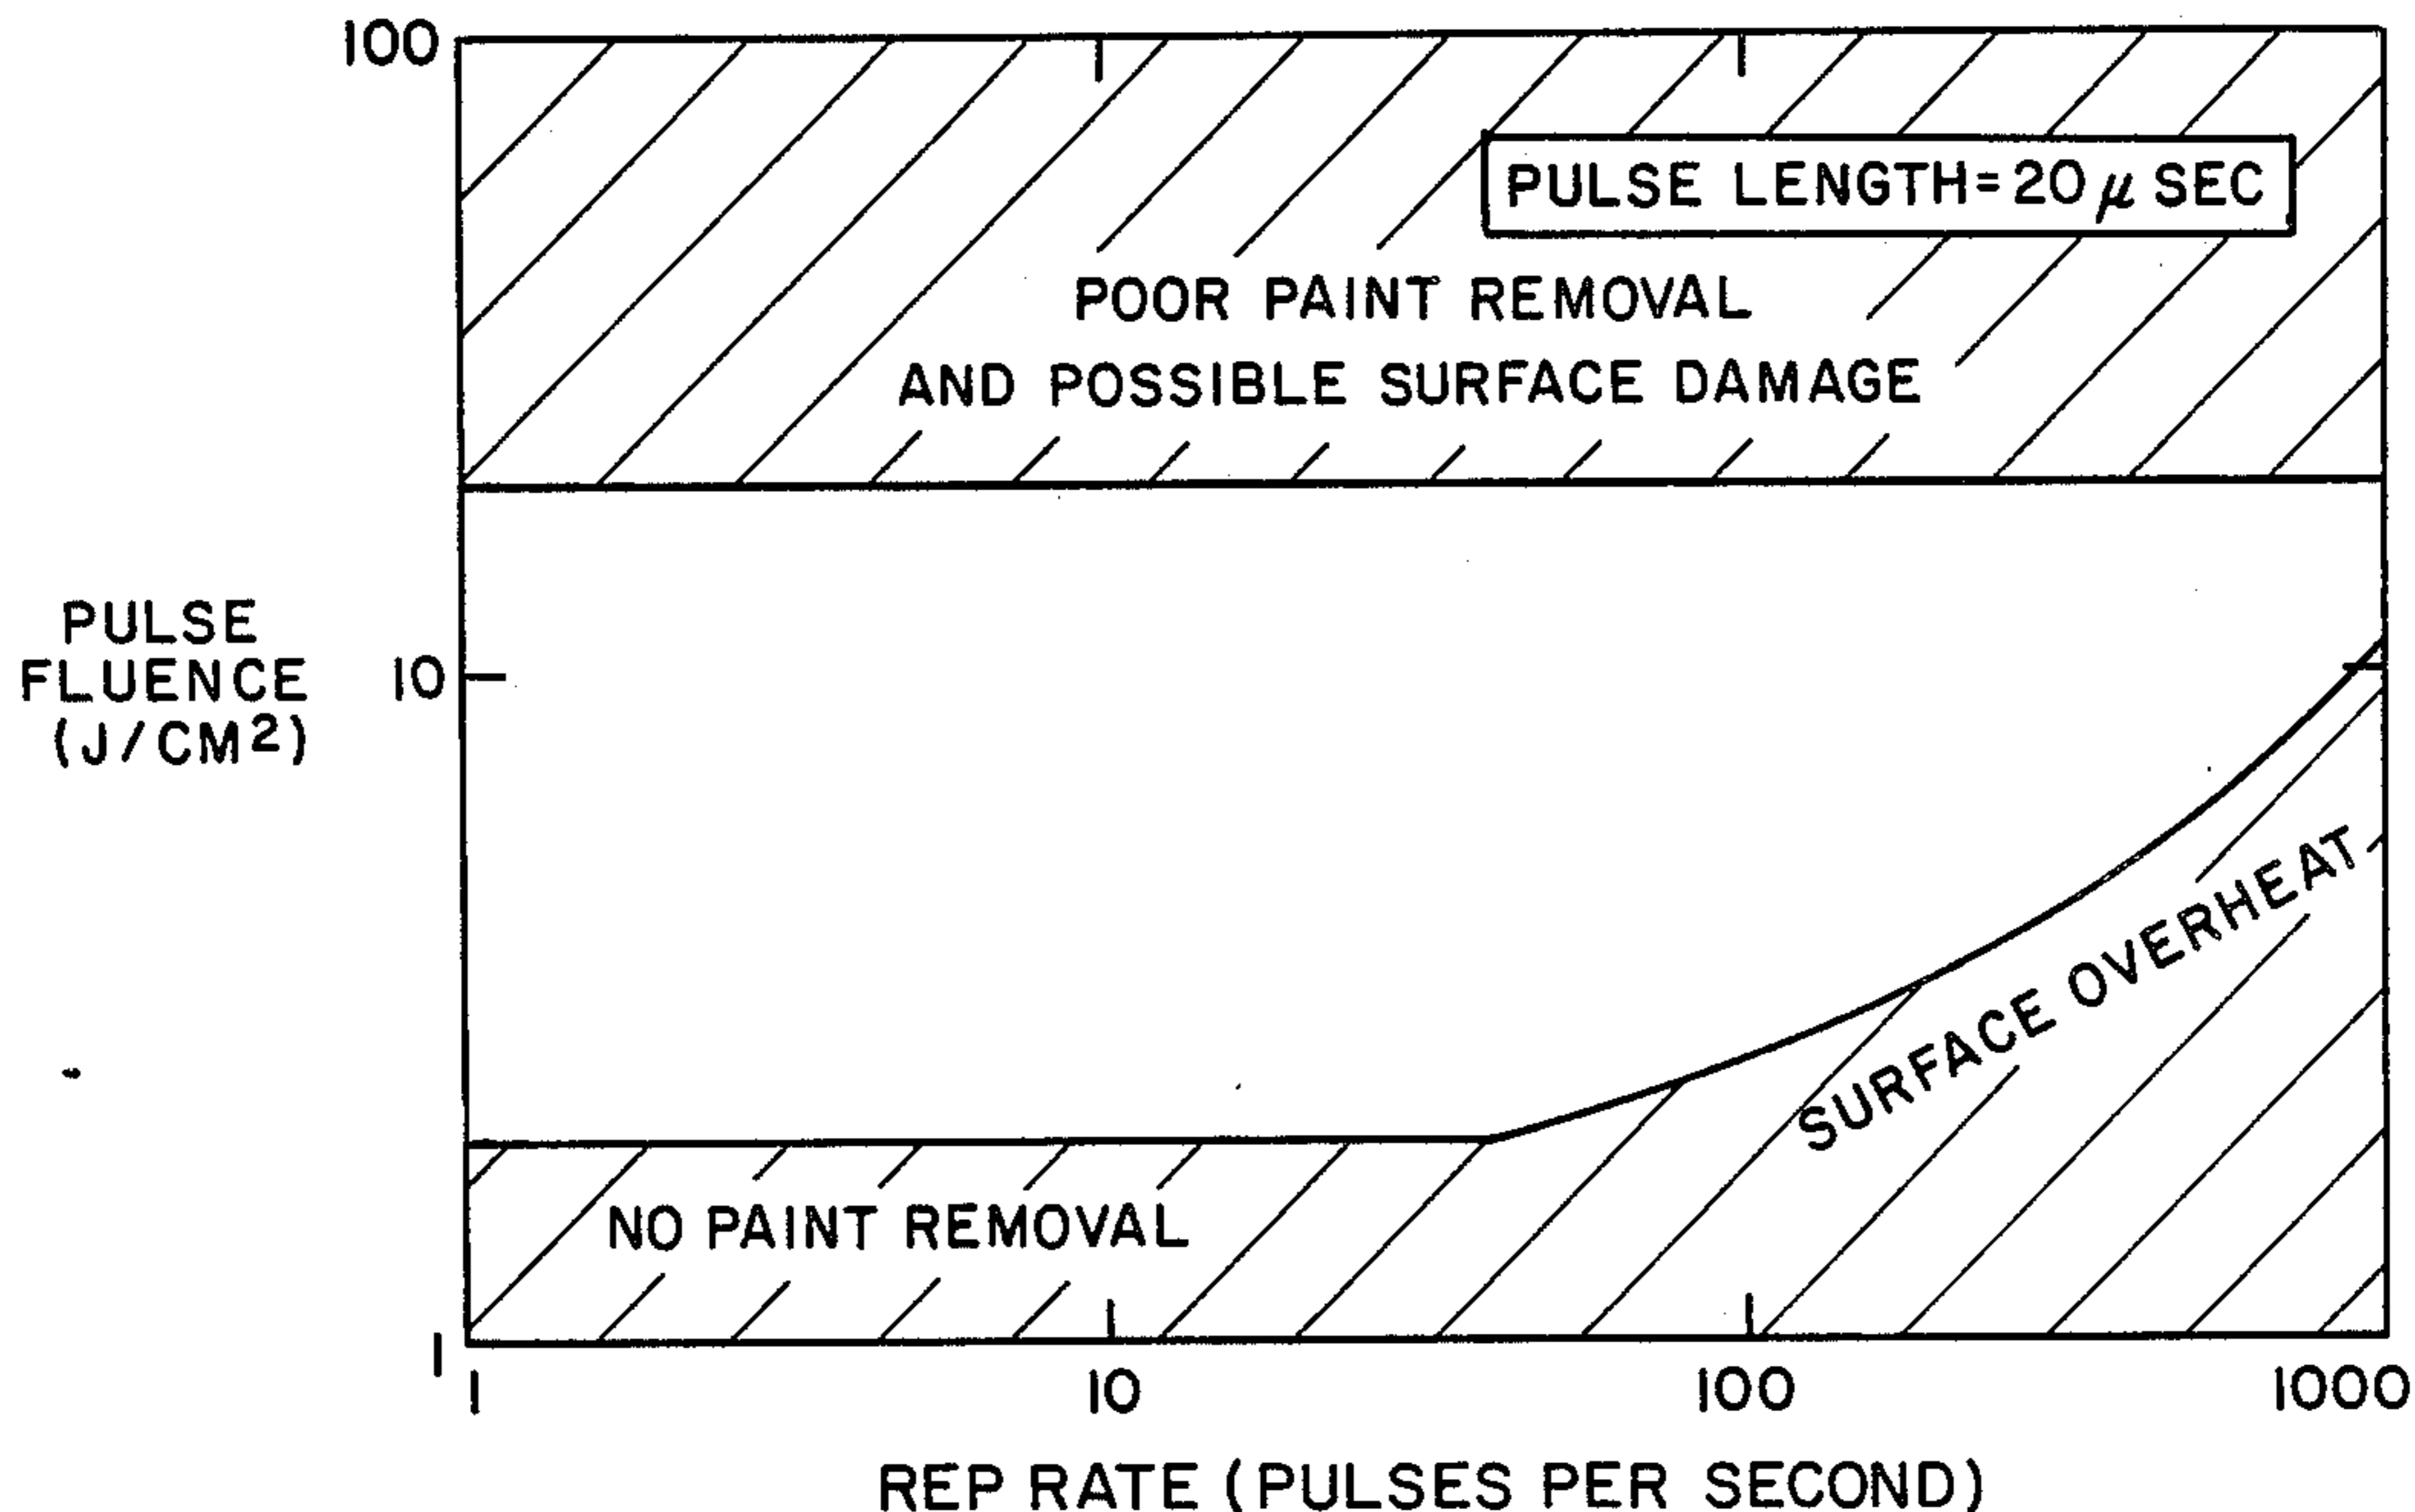 100
PULSE LENGTH=20 μ SEC
POOR PAINT REMOVAL
AND POSSIBLE SURFACE DAMAGE
PULSE
FLUENCE
(J/CM²)
10
SURFACE OVERHEAT
NO PAINT REMOVAL
1
1
10
100
1000
REP RATE (PULSES PER SECOND)